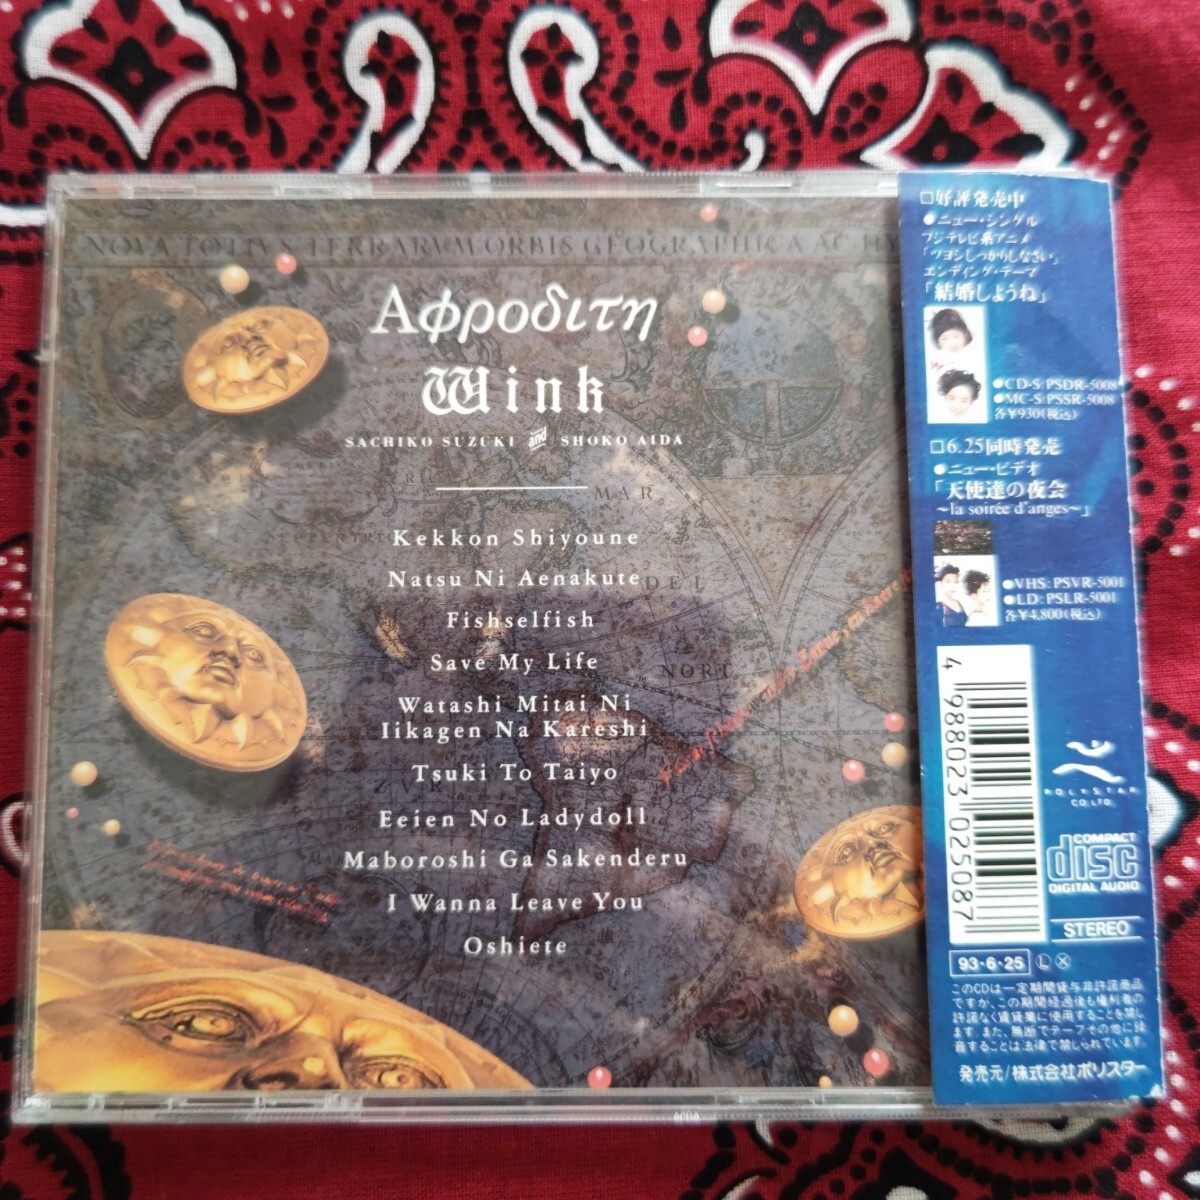 NOVA TOTIVS TERRARVM ORBIS GEOGRAPHICA AC HY
Αφροδιτη
Wink
SACHIKO SUZUKI and SHOKO AIDA
MAR
DEL
NORT
Kekkon Shiyoune
Natsu Ni Aenakute
Fishselfish
Save My Life
Watashi Mitai Ni
Iikagen Na Kareshi
Tsuki To Taiyo
Eeien No Ladydoll
Maboroshi Ga Sakenderu
I Wanna Leave You
Oshiete
□好評発売中
●ニュー・シングル
フジテレビ系アニメ
「ツヨシしっかりしなさい」
エンディング・テーマ
「結婚しようね」
●CD-S:PSDR-5008
●MC-S:PSSR-5008
各¥930(税込)
□6.25同時発売
●ニュー・ビデオ
「天使達の夜会
〜la soirée d'anges〜」
●VHS:PSVR-5001
●LD:PSLR-5001
各¥4,800(税込)
4 988023 025087
POLYSTAR
CO.LTD.
COMPACT
disc
DIGITAL AUDIO
STEREO
93・6・25 Ⓛ ⓧ
このCDは一定期間貸与非許諾商品
ですが、この期間経過後も権利者の
許諾なく賃貸業に使用することを禁じ
ます。また、無断でテープその他に録
音することは法律で禁じられています。
発売元/株式会社ポリスター